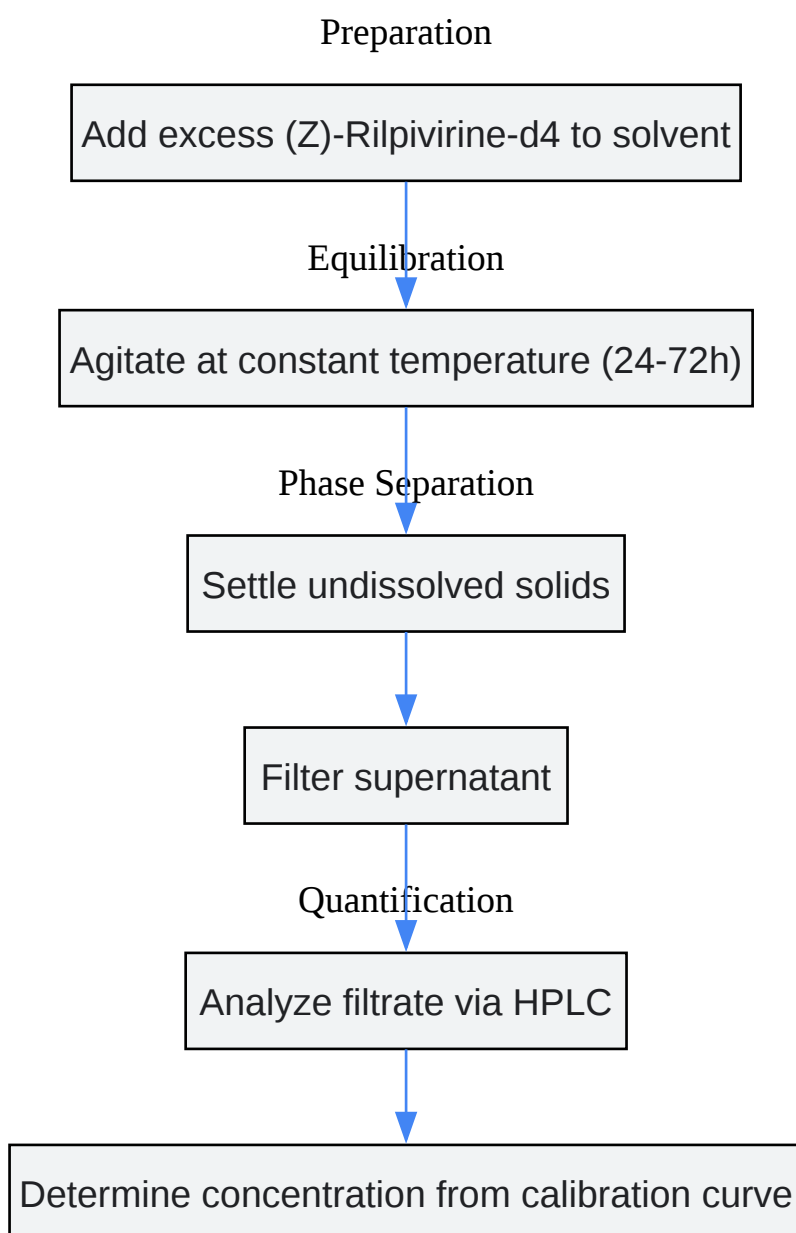 Preparation
Add excess (Z)-Rilpivirine-d4 to solvent
Equilibration
Agitate at constant temperature (24-72h)
Phase Separation
Settle undissolved solids
Filter supernatant
Quantification
Analyze filtrate via HPLC
Determine concentration from calibration curve